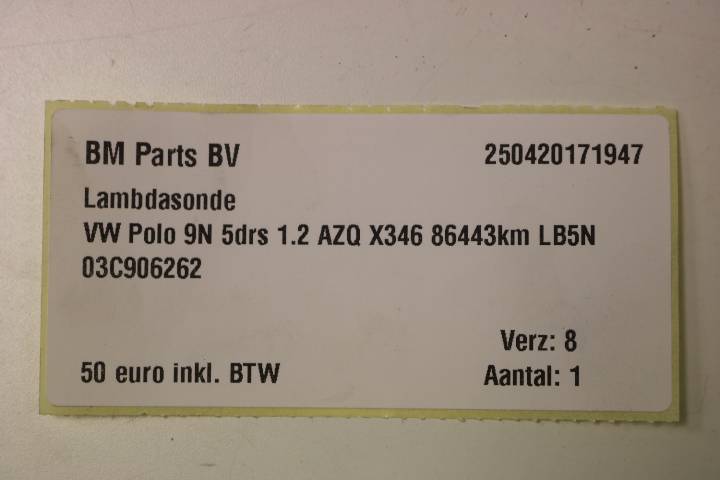 BM Parts BV 250420171947
Lambdasonde
VW Polo 9N 5drs 1.2 AZQ X346 86443km LB5N
03C906262
Verz: 8
50 euro inkl. BTW Aantal: 1